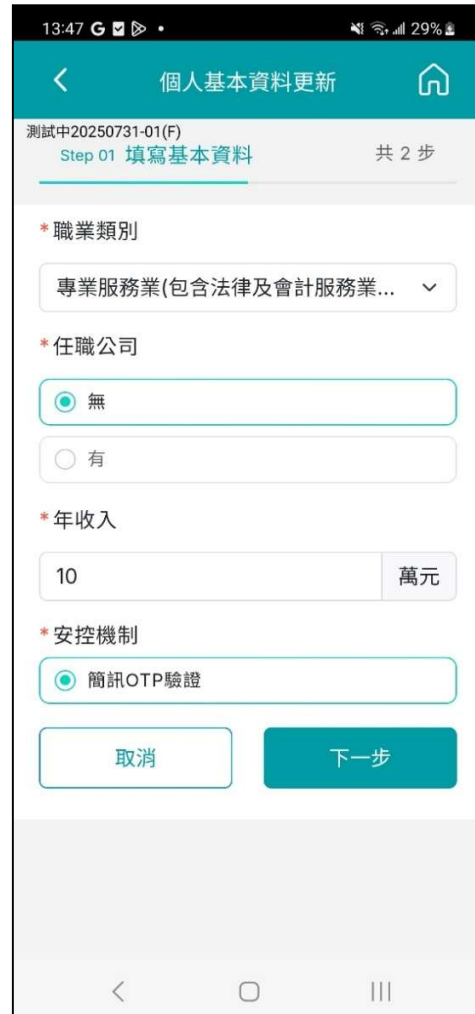 13:47 G
29%
個人基本資料更新
測試中20250731-01(F)
Step 01 填寫基本資料
共 2 步
*職業類別
專業服務業(包含法律及會計服務業...
*任職公司
無
有
*年收入
10
萬元
*安控機制
簡訊OTP驗證
取消
下一步